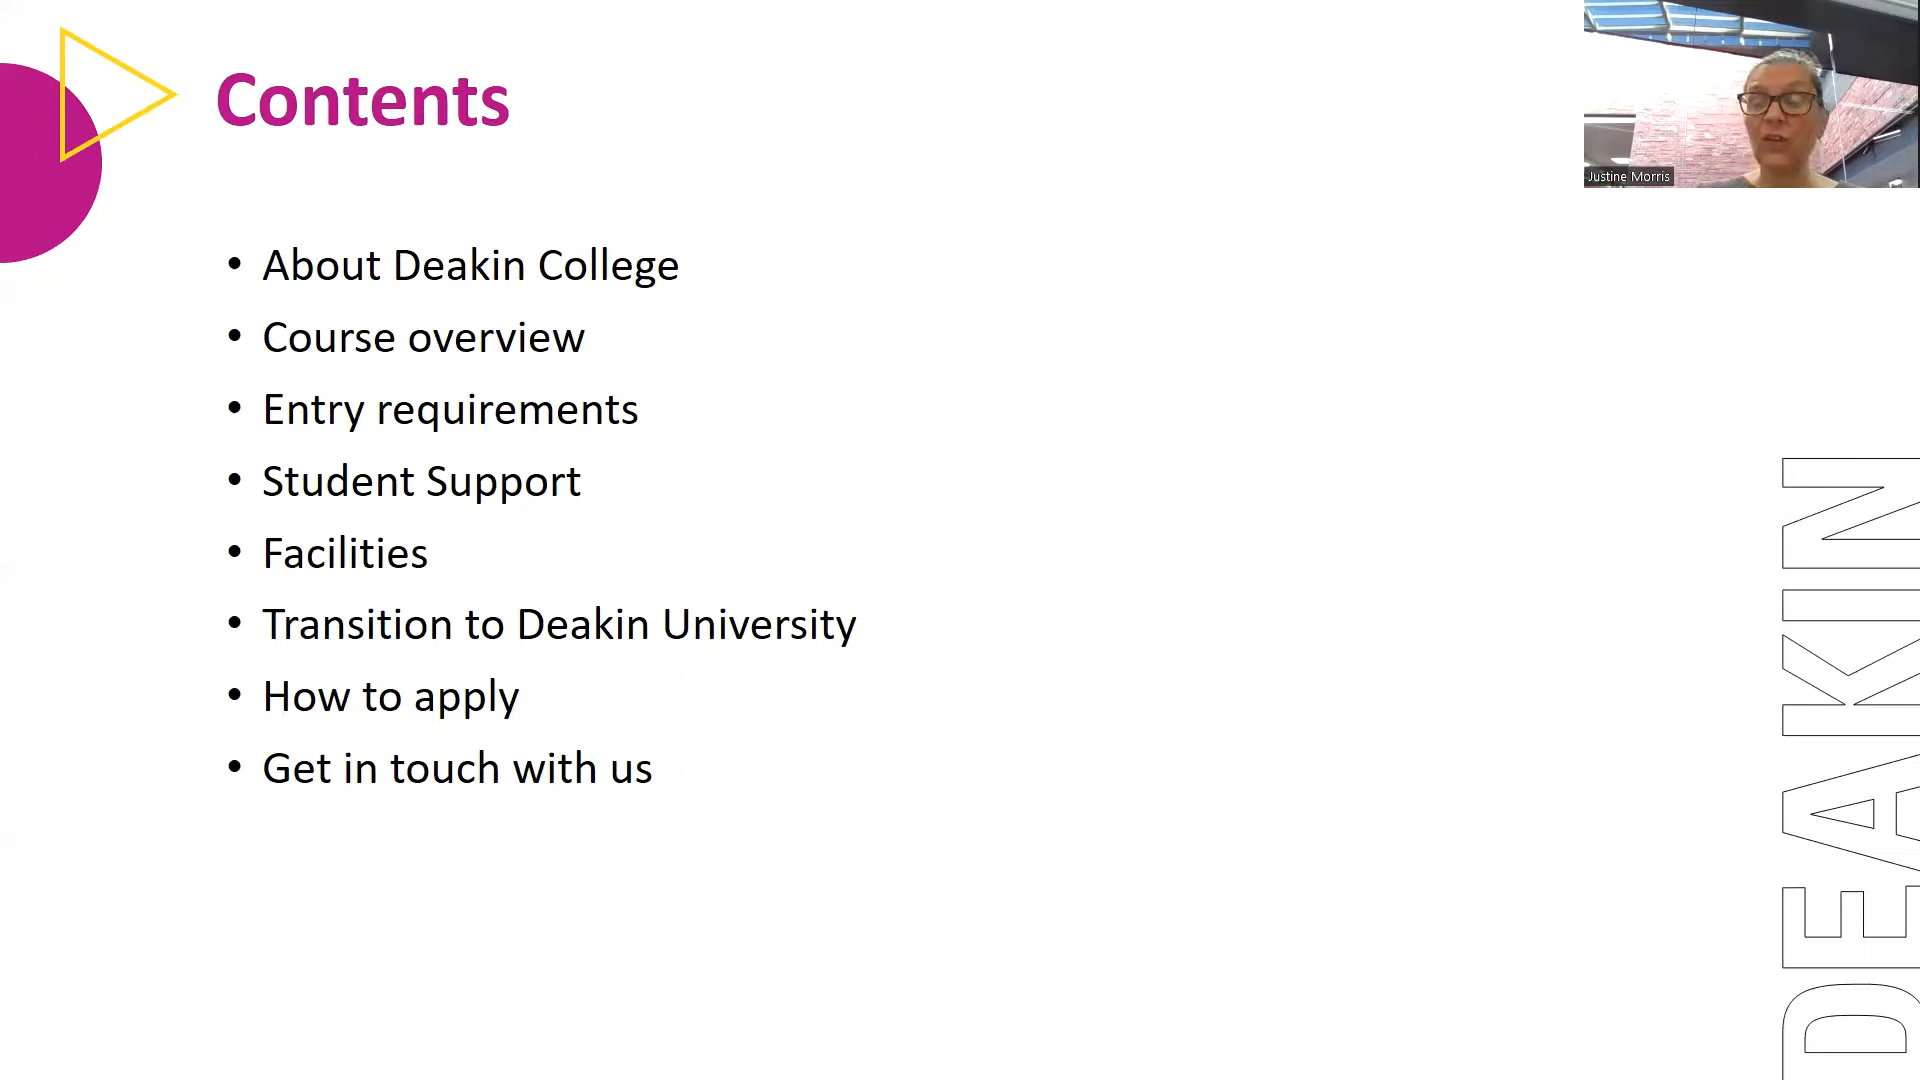 Contents
Justine Morris
• About Deakin College
• Course overview
• Entry requirements
• Student Support
• Facilities
• Transition to Deakin University
• How to apply
• Get in touch with us
DEAKIN